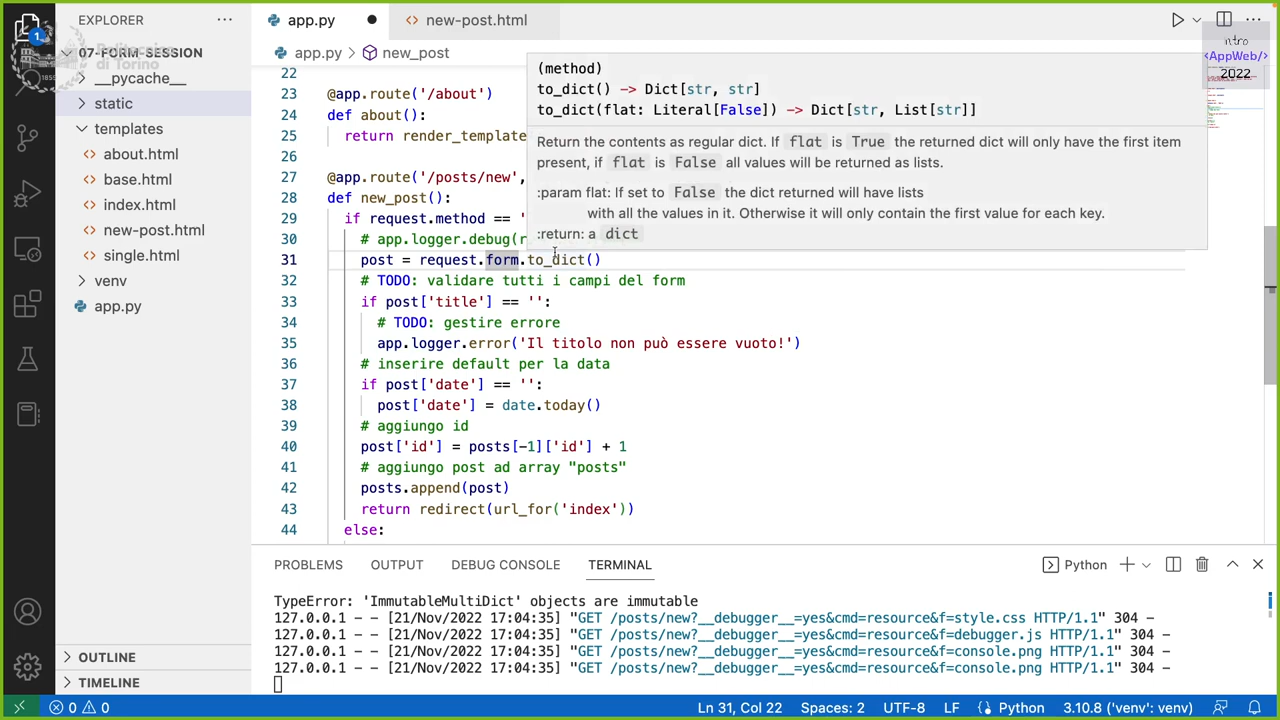 EXPLORER
app.py
new-post.html
Politecnico
di Torino
1859
1
intro
<AppWeb/>
2022
07-FORM-SESSION
__pycache__
static
templates
about.html
base.html
index.html
new-post.html
single.html
venv
app.py
OUTLINE
TIMELINE
app.py > new_post
22
23 @app.route('/about')
24 def about():
25 return render_template
26
27 @app.route('/posts/new',
28 def new_post():
29 if request.method == '
30 # app.logger.debug(r
31 post = request.form.to_dict()
32 # TODO: validare tutti i campi del form
33 if post['title'] == '':
34 # TODO: gestire errore
35 app.logger.error('Il titolo non può essere vuoto!')
36 # inserire default per la data
37 if post['date'] == '':
38 post['date'] = date.today()
39 # aggiungo id
40 post['id'] = posts[-1]['id'] + 1
41 # aggiungo post ad array "posts"
42 posts.append(post)
43 return redirect(url_for('index'))
44 else:
(method)
to_dict() -> Dict[str, str]
to_dict(flat: Literal[False]) -> Dict[str, List[str]]
Return the contents as regular dict. If flat is True the returned dict will only have the first item
present, if flat is False all values will be returned as lists.
:param flat: If set to False the dict returned will have lists
with all the values in it. Otherwise it will only contain the first value for each key.
:return: a dict
PROBLEMS OUTPUT DEBUG CONSOLE TERMINAL
Python
TypeError: 'ImmutableMultiDict' objects are immutable
127.0.0.1 - - [21/Nov/2022 17:04:35] "GET /posts/new?__debugger__=yes&cmd=resource&f=style.css HTTP/1.1" 304 -
127.0.0.1 - - [21/Nov/2022 17:04:35] "GET /posts/new?__debugger__=yes&cmd=resource&f=debugger.js HTTP/1.1" 304 -
127.0.0.1 - - [21/Nov/2022 17:04:35] "GET /posts/new?__debugger__=yes&cmd=resource&f=console.png HTTP/1.1" 304 -
127.0.0.1 - - [21/Nov/2022 17:04:35] "GET /posts/new?__debugger__=yes&cmd=resource&f=console.png HTTP/1.1" 304 -
0 0 Ln 31, Col 22 Spaces: 2 UTF-8 LF Python 3.10.8 ('venv': venv)